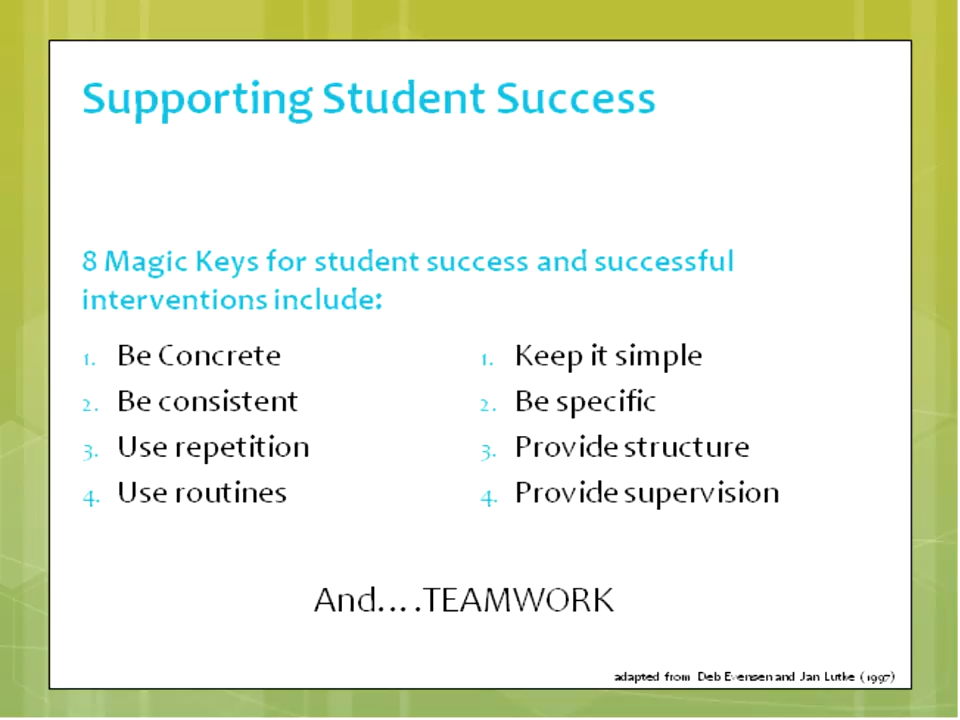 Supporting Student Success
8 Magic Keys for student success and successful
interventions include:
1. Be Concrete
2. Be consistent
3. Use repetition
4. Use routines
1. Keep it simple
2. Be specific
3. Provide structure
4. Provide supervision
And....TEAMWORK
adapted from Deb Evensen and Jan Lutke (1997)